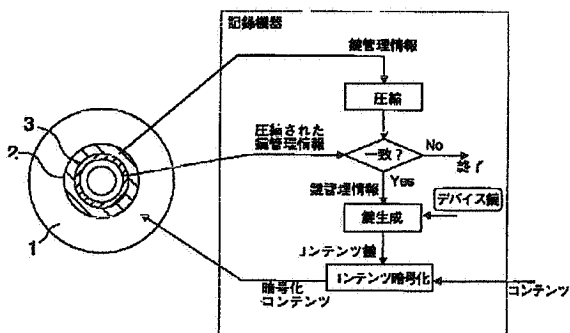 記録機器
鍵管理情報
圧縮
3
2
圧縮された
鍵管理情報
一致?
No
終了
Yes
鍵管理情報
鍵生成
デバイス鍵
1
コンテンツ鍵
コンテンツ暗号化
暗号化
コンテンツ
コンテンツ